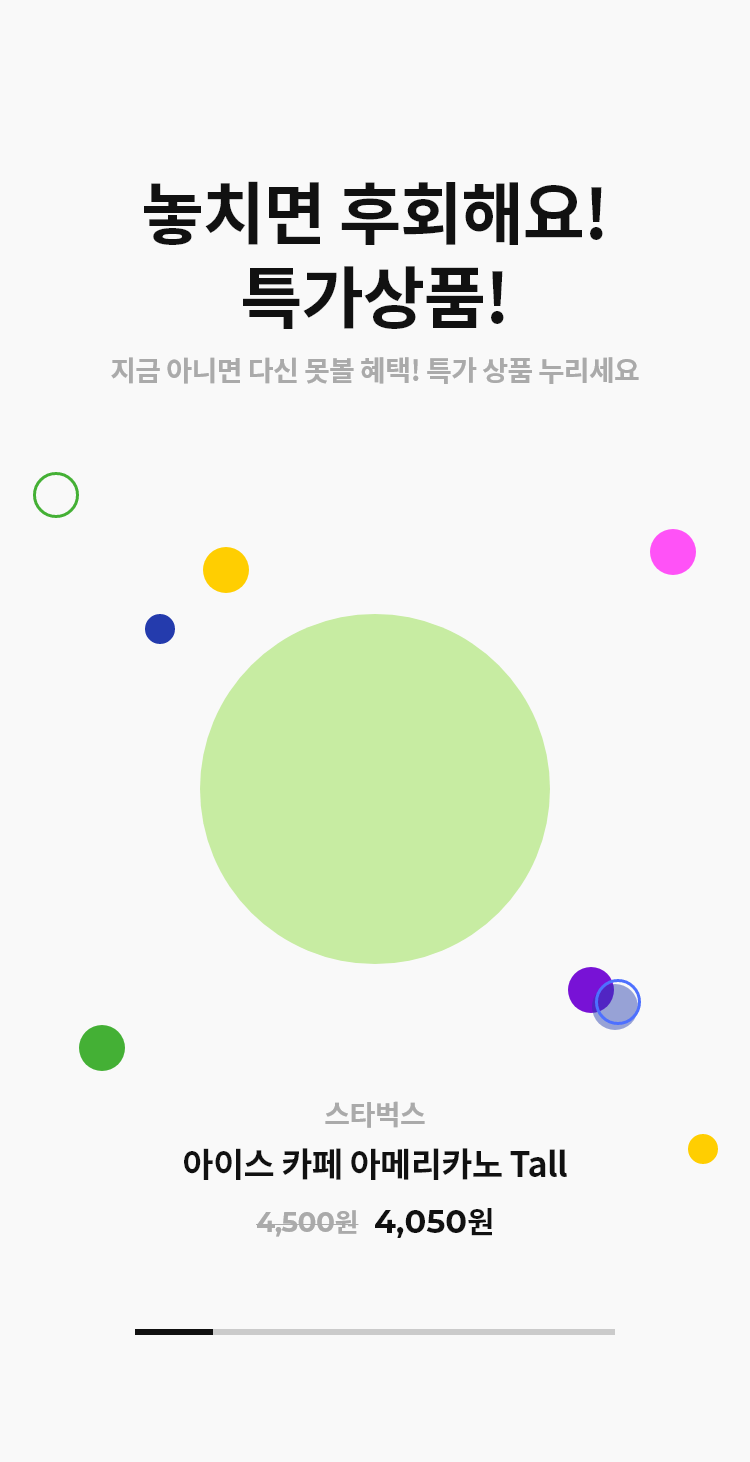 놓치면 후회해요!
특가상품!
지금 아니면 다신 못볼 혜택! 특가 상품 누리세요
스타벅스
아이스 카페 아메리카노 Tall
4,500원 4,050원